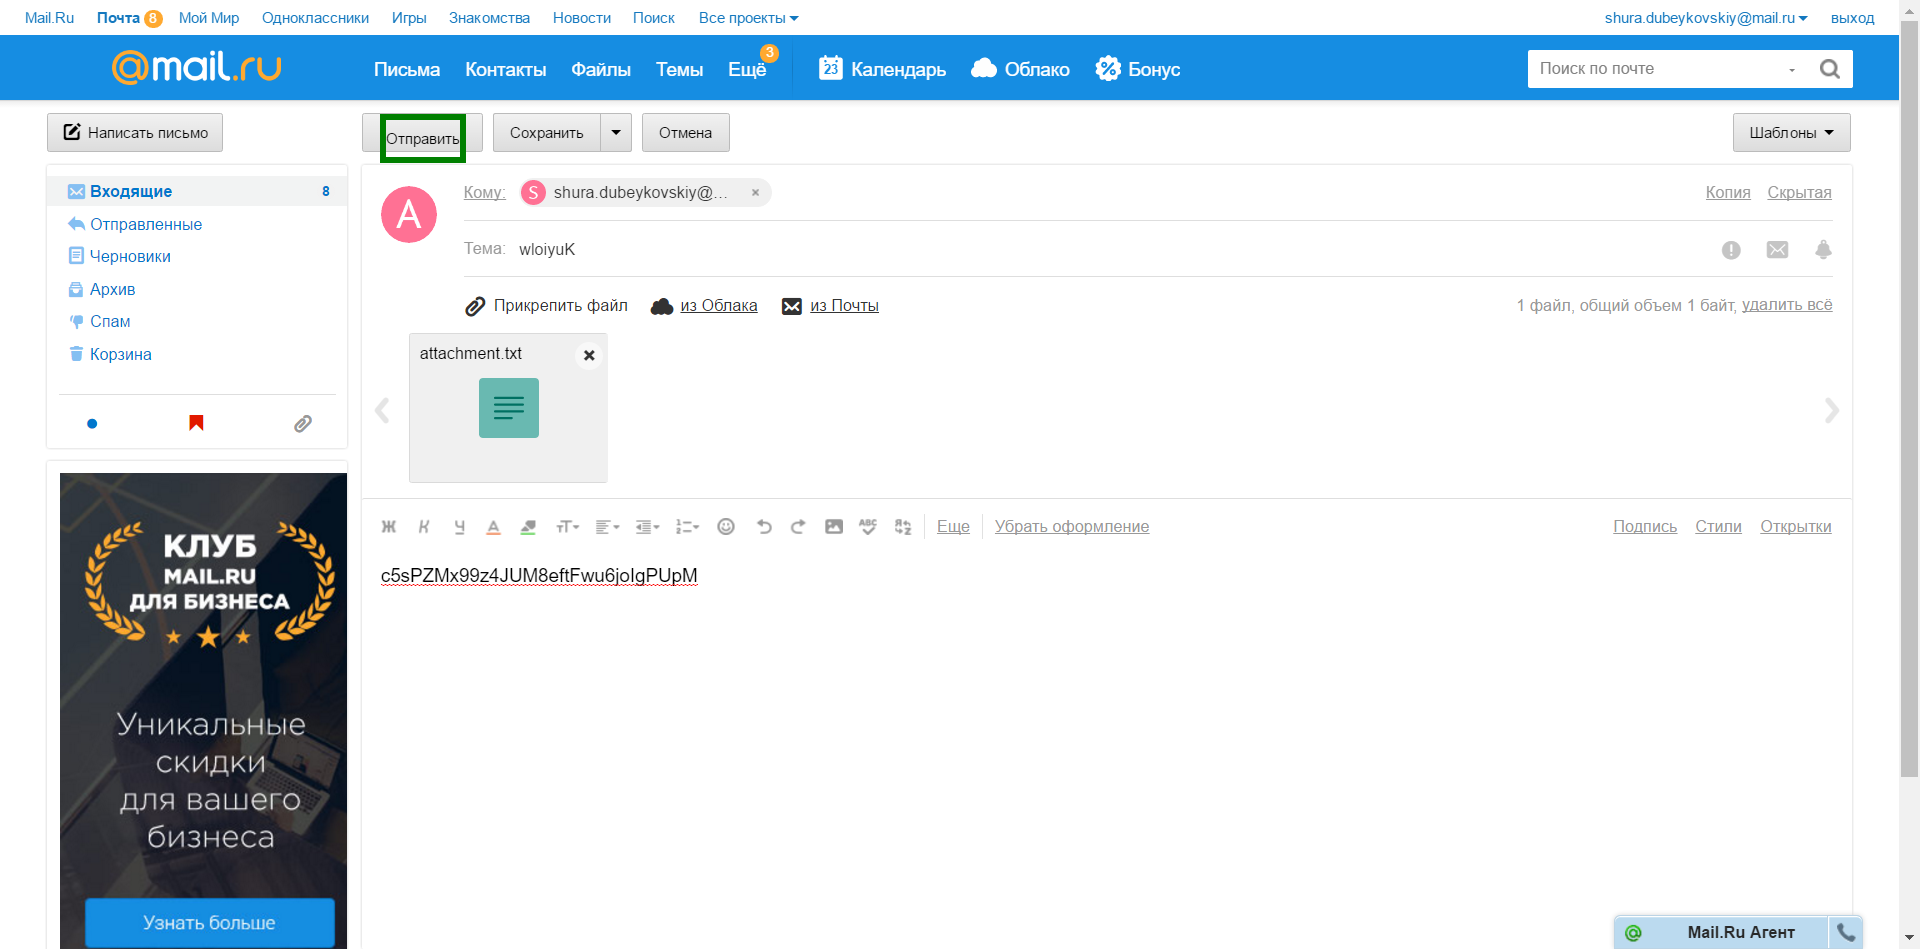 Mail.Ru Почта 8 Мой Мир Одноклассники Игры Знакомства Новости Поиск Все проекты shura.dubeykovskiy@mail.ru выход
@mail.ru Письма Контакты Файлы Темы Ещё 3 23 Календарь Облако Бонус Поиск по почте
Написать письмо Отправить Сохранить Отмена Шаблоны
Входящие 8
Отправленные
Черновики
Архив
Спам
Корзина
A
Кому: S shura.dubeykovskiy@... × Копия Скрытая
Тема: wloiyuK
Прикрепить файл из Облака из Почты 1 файл, общий объем 1 байт, удалить всё
attachment.txt
Ж К Ч А тТ ABC Еще Убрать оформление Подпись Стили Открытки
c5sPZMx99z4JUM8eftFwu6joIgPUpM
КЛУБ
MAIL.RU
ДЛЯ БИЗНЕСА
Уникальные
скидки
для вашего
бизнеса
Узнать больше
@ Mail.Ru Агент